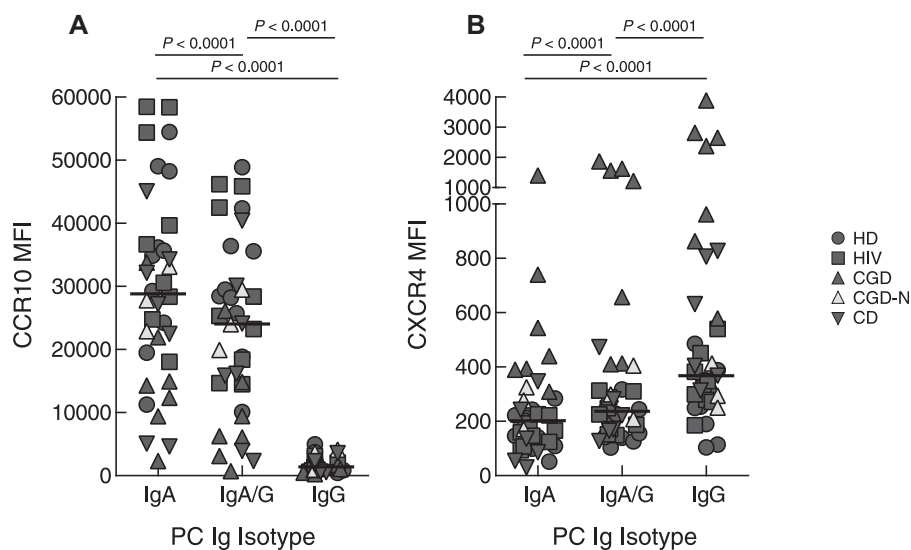 A
P < 0.0001
P < 0.0001
P < 0.0001
CCR10 MFI
60000
50000
40000
30000
20000
10000
0
IgA
IgA/G
IgG
PC Ig Isotype
B
P < 0.0001
P < 0.0001
P < 0.0001
CXCR4 MFI
4000
3000
2000
1000
800
600
400
200
0
IgA
IgA/G
IgG
PC Ig Isotype
HD
HIV
CGD
CGD-N
CD